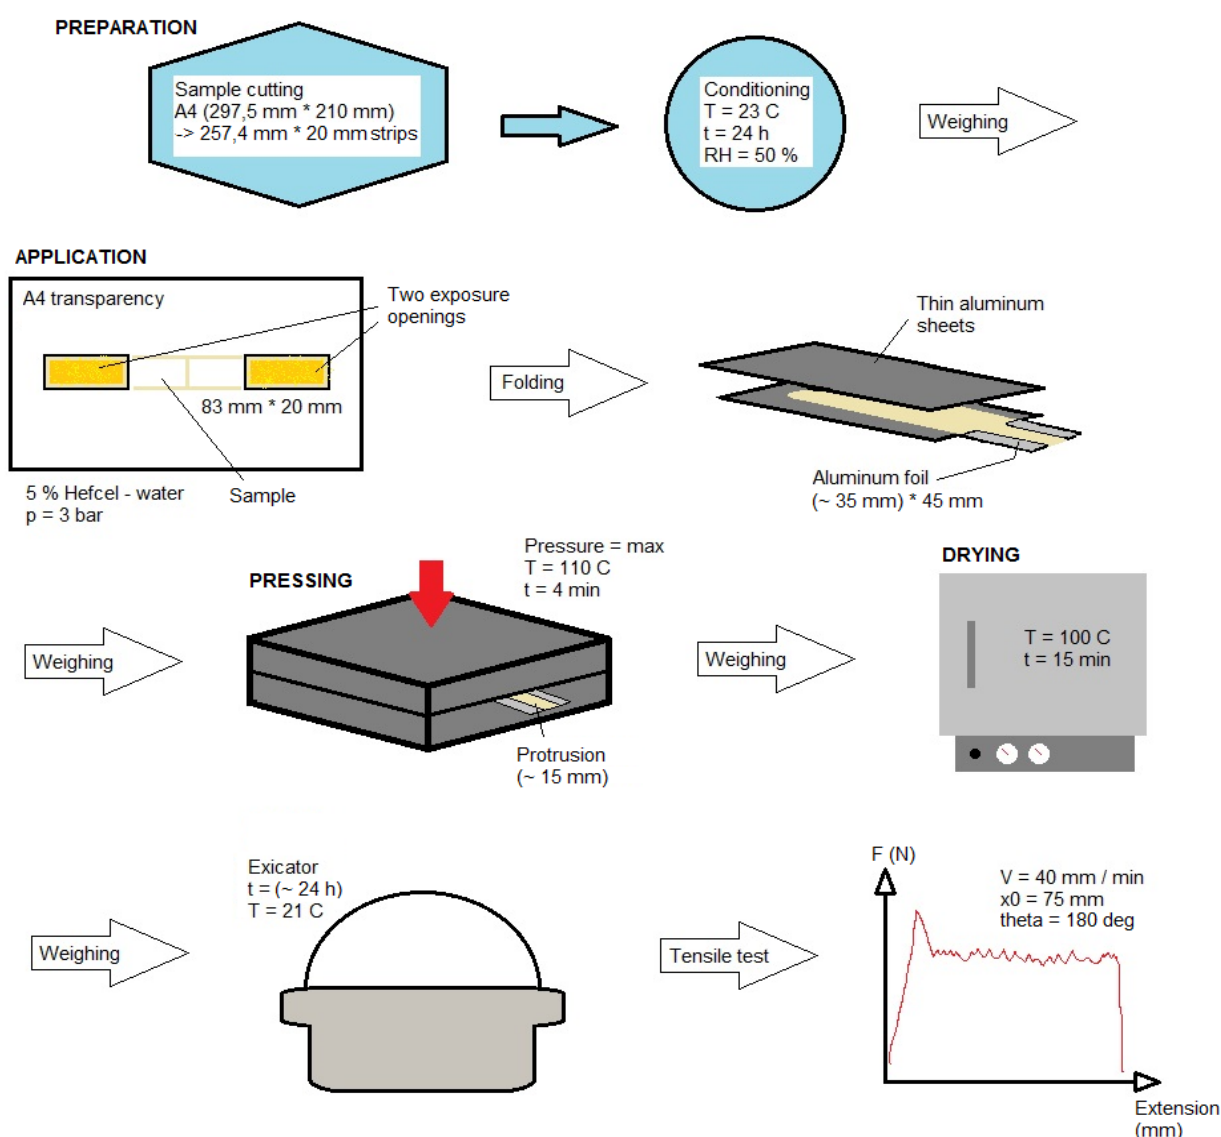 PREPARATION
Sample cutting
A4 (297,5 mm * 210 mm)
-> 257,4 mm * 20 mm strips
Conditioning
T = 23 C
t = 24 h
RH = 50 %
Weighing
APPLICATION
A4 transparency
Two exposure
openings
83 mm * 20 mm
5 % Hefcel - water
p = 3 bar
Sample
Folding
Thin aluminum
sheets
Aluminum foil
(~ 35 mm) * 45 mm
Weighing
PRESSING
Pressure = max
T = 110 C
t = 4 min
Protrusion
(~ 15 mm)
Weighing
DRYING
T = 100 C
t = 15 min
Weighing
Exicator
t = (~ 24 h)
T = 21 C
Tensile test
F (N)
V = 40 mm / min
x0 = 75 mm
theta = 180 deg
Extension
(mm)